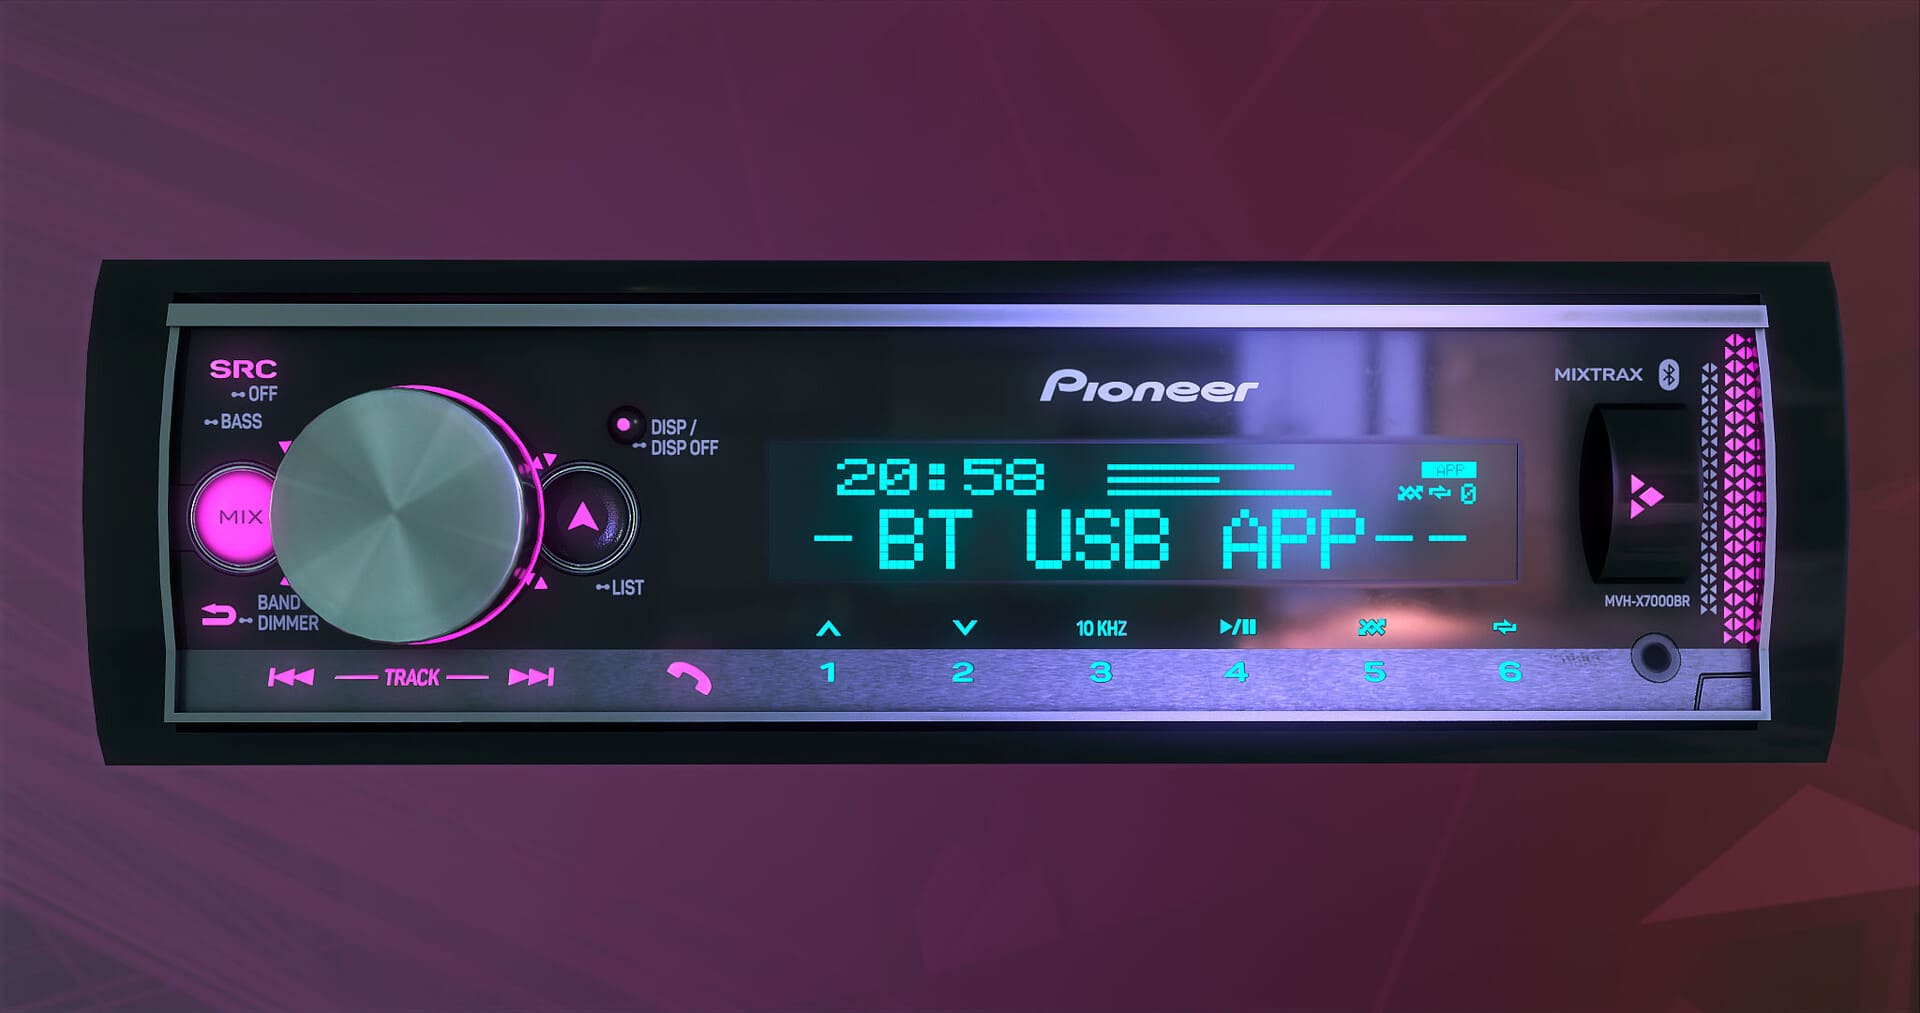 SRC
OFF
BASS
MIX
BAND
DIMMER
TRACK
DISP /
DISP OFF
LIST
Pioneer
20:58
APP
0
-BT USB APP--
10 KHZ
1 2 3 4 5 6
MIXTRAX
MVH-X7000BR